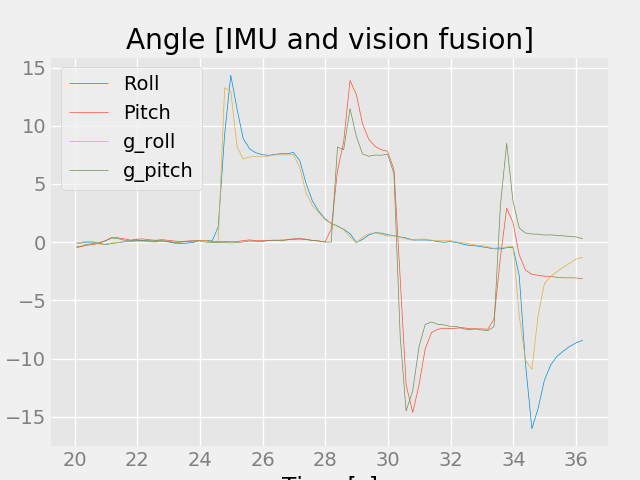 Angle [IMU and vision fusion]
Roll
Pitch
g_roll
g_pitch
15
10
5
0
−5
−10
−15
20 22 24 26 28 30 32 34 36
Time [s]